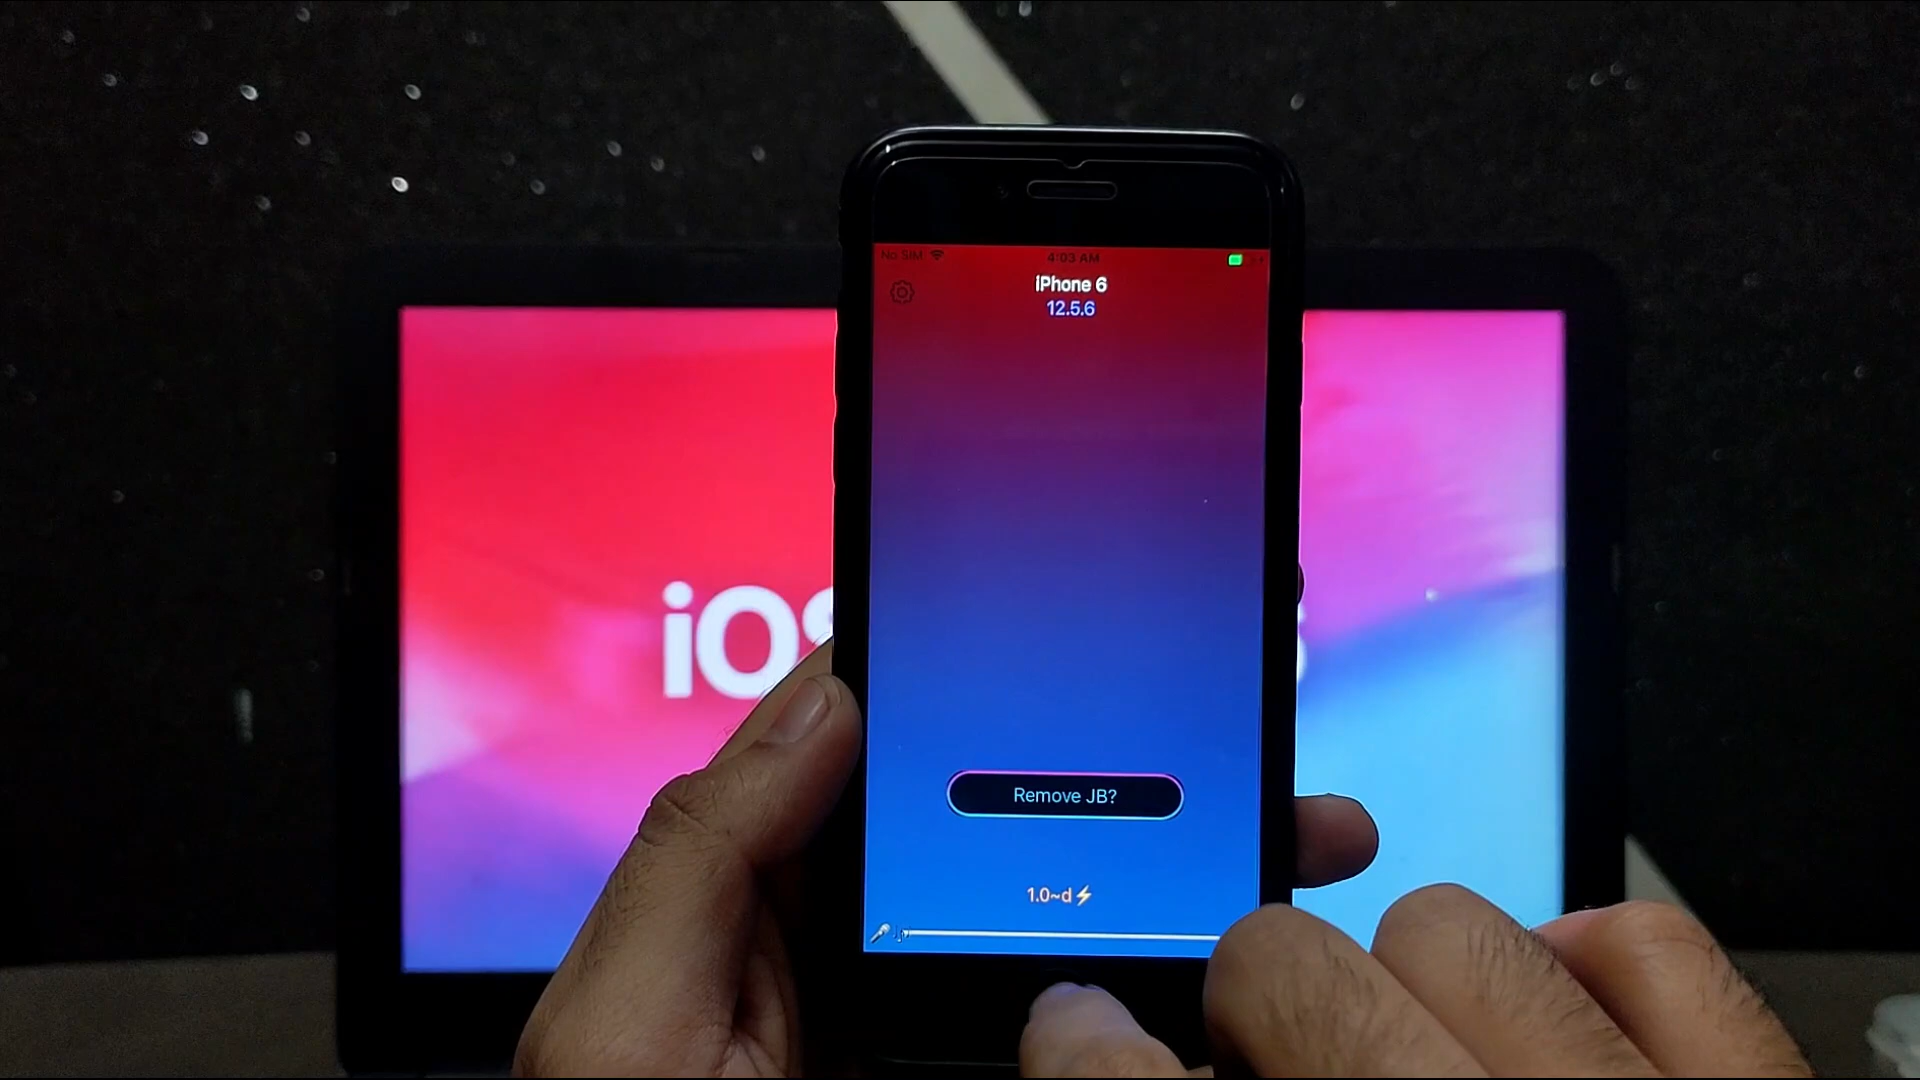 No SIM
4:03 AM
iPhone 6
12.5.6
iOS
Remove JB?
1.0~d⚡